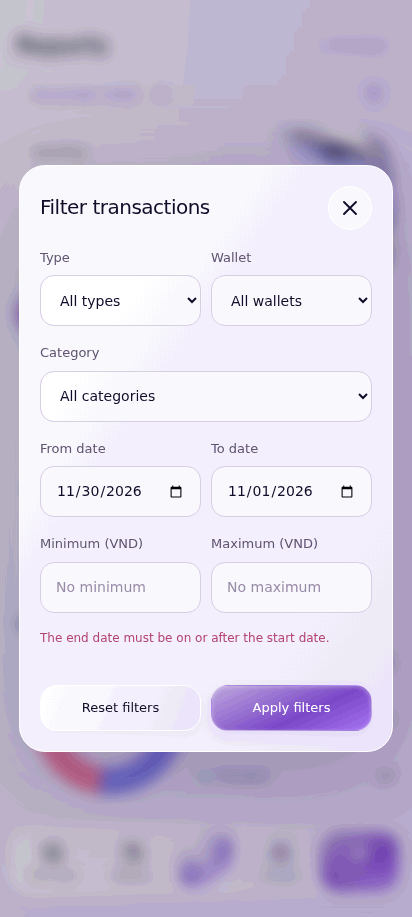 Reports
Filter transactions
Type
Wallet
All types
All wallets
Category
All categories
From date
To date
11/30/2026
11/01/2026
Minimum (VND)
Maximum (VND)
No minimum
No maximum
The end date must be on or after the start date.
Reset filters
Apply filters